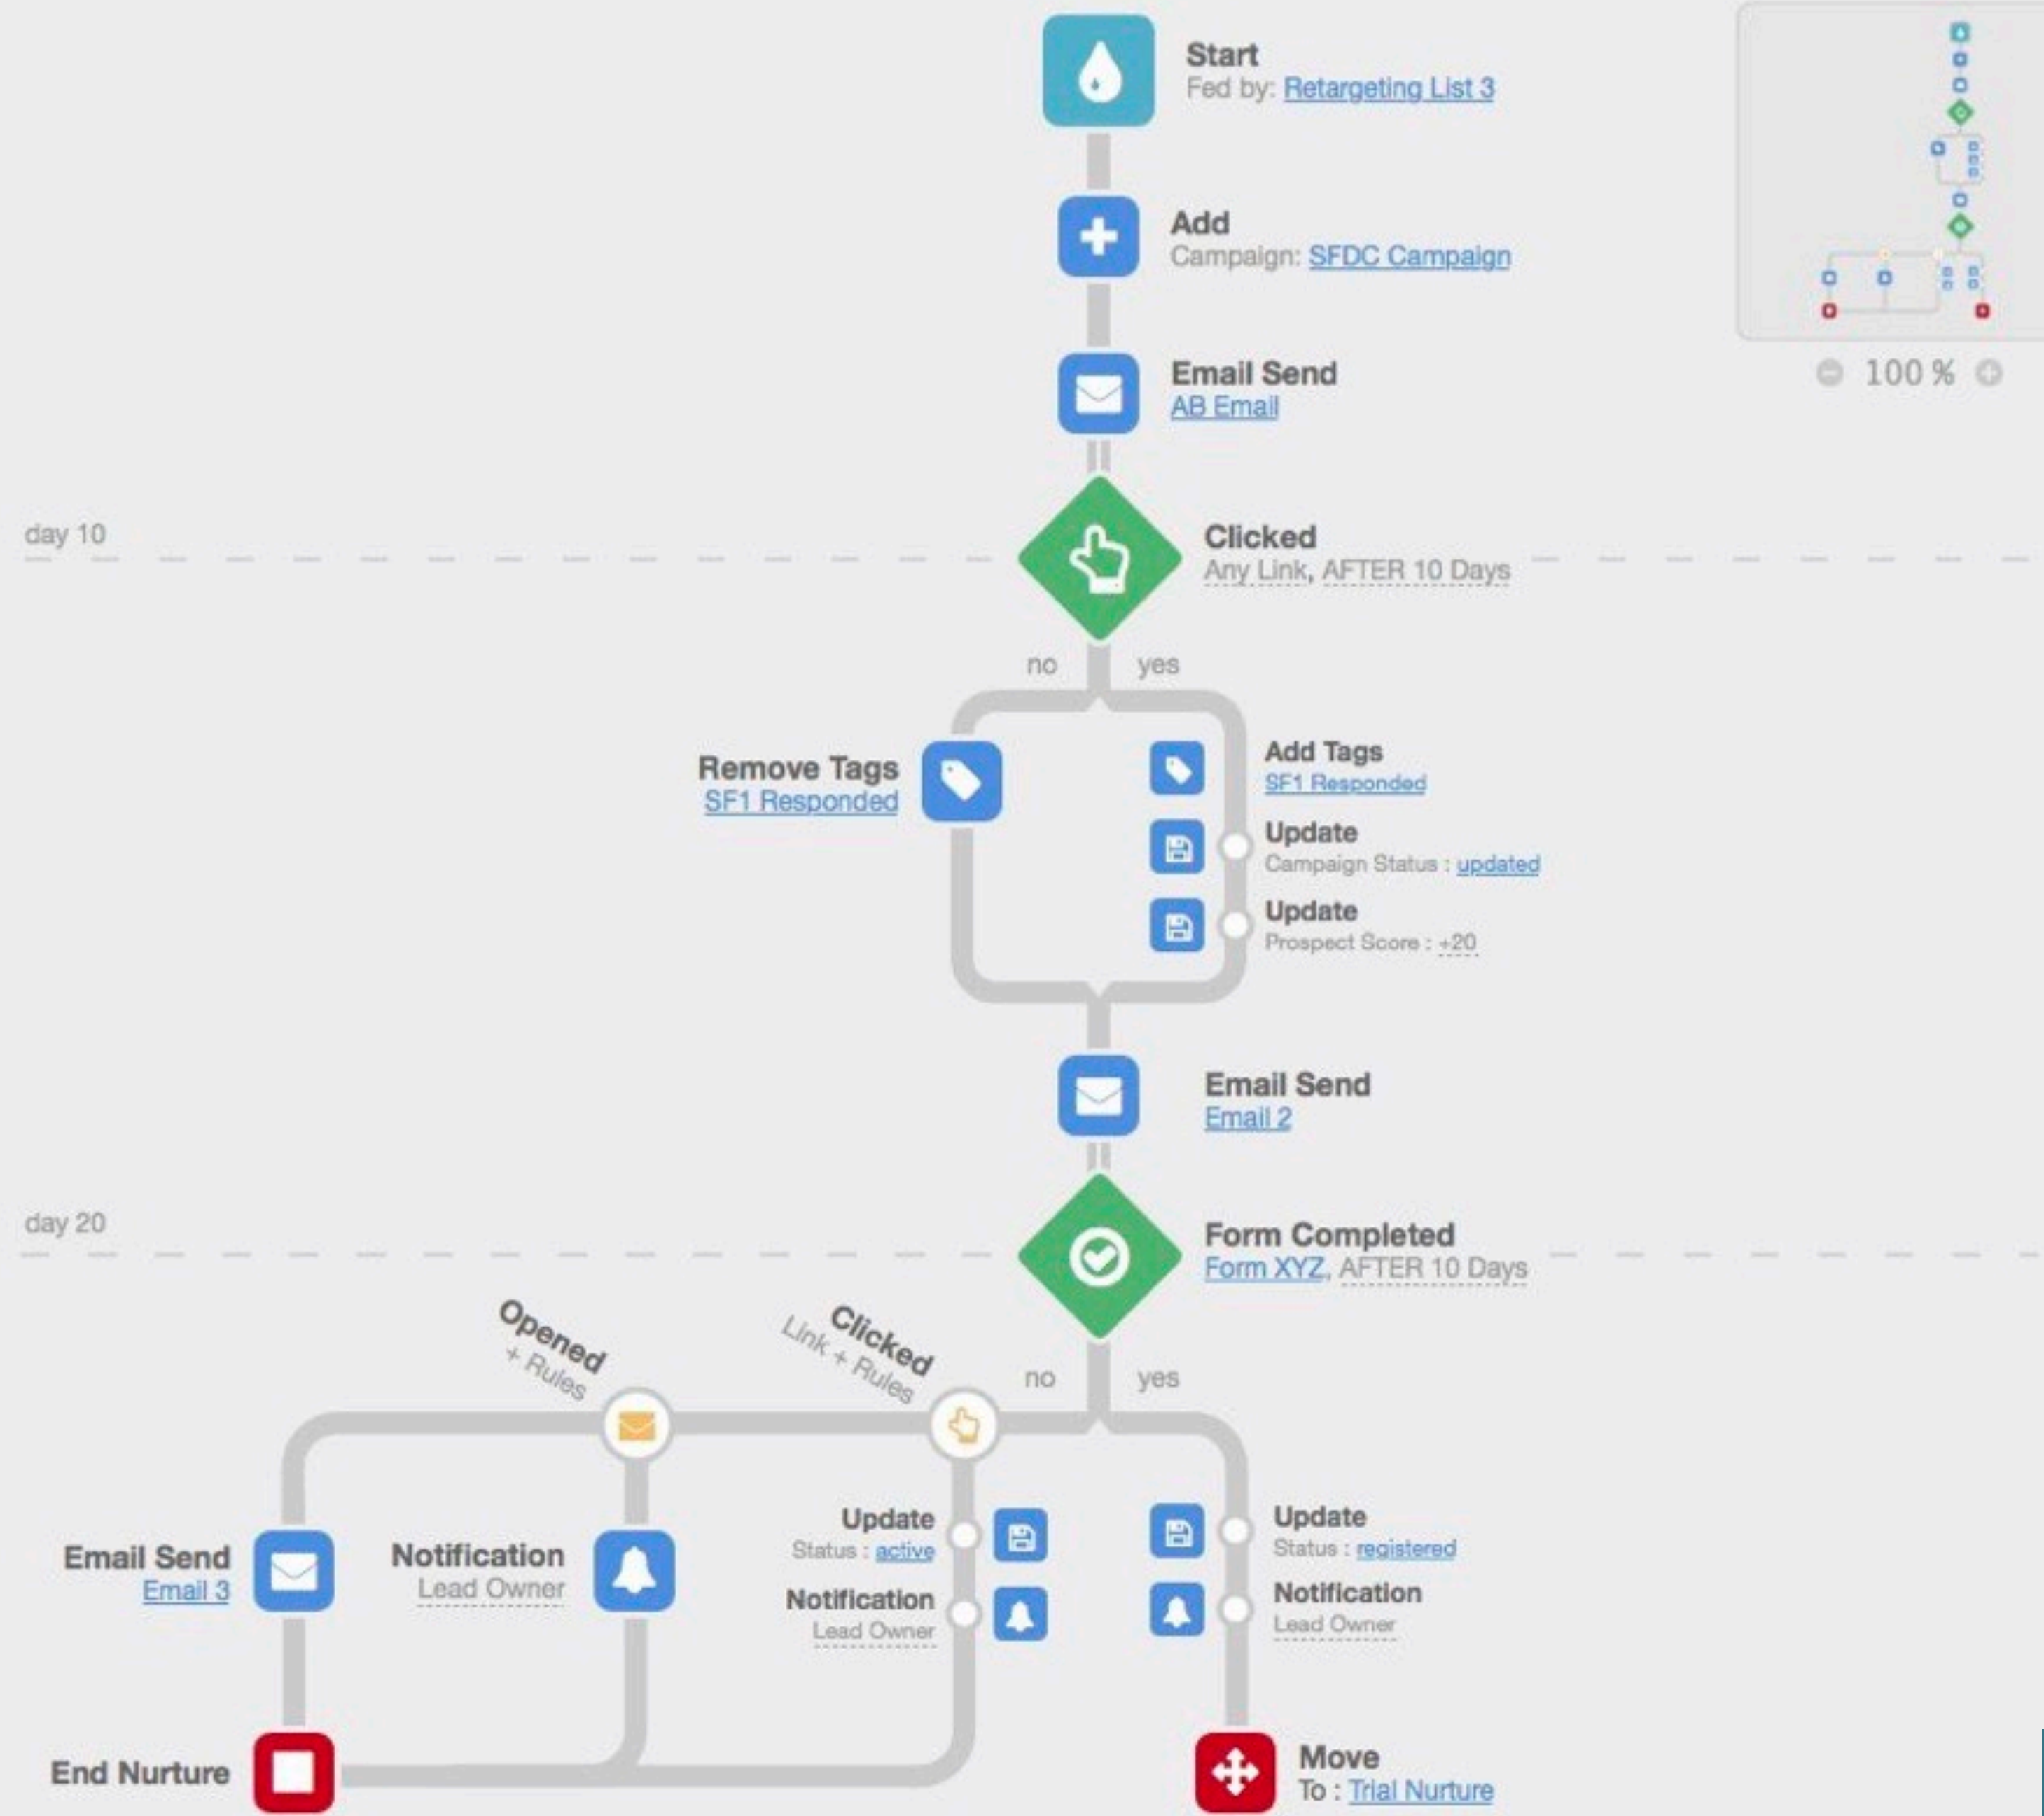 Start
Fed by: Retargeting List 3
Add
Campaign: SFDC Campaign
100 %
Email Send
AB Email
day 10
Clicked
Any Link, AFTER 10 Days
no
yes
Remove Tags
SF1 Responded
Add Tags
SF1 Responded
Update
Campaign Status : updated
Update
Prospect Score : +20
Email Send
Email 2
day 20
Form Completed
Form XYZ, AFTER 10 Days
Opened
+ Rules
Clicked
Link + Rules
no
yes
Email Send
Email 3
Notification
Lead Owner
Update
Status : active
Notification
Lead Owner
Update
Status : registered
Notification
Lead Owner
End Nurture
Move
To : Trial Nurture